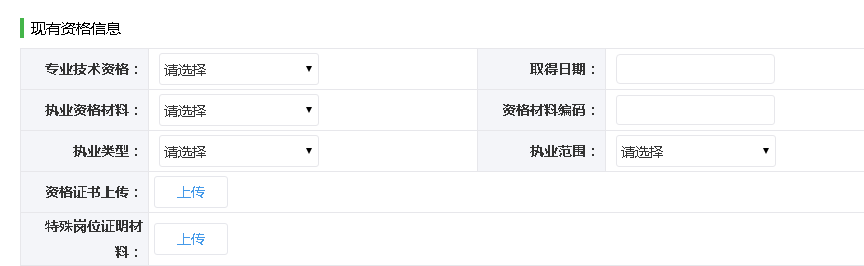 现有资格信息
专业技术资格： 请选择 取得日期：
执业资格材料： 请选择 资格材料编码：
执业类型： 请选择 执业范围： 请选择
资格证书上传： 上传
特殊岗位证明材
料： 上传